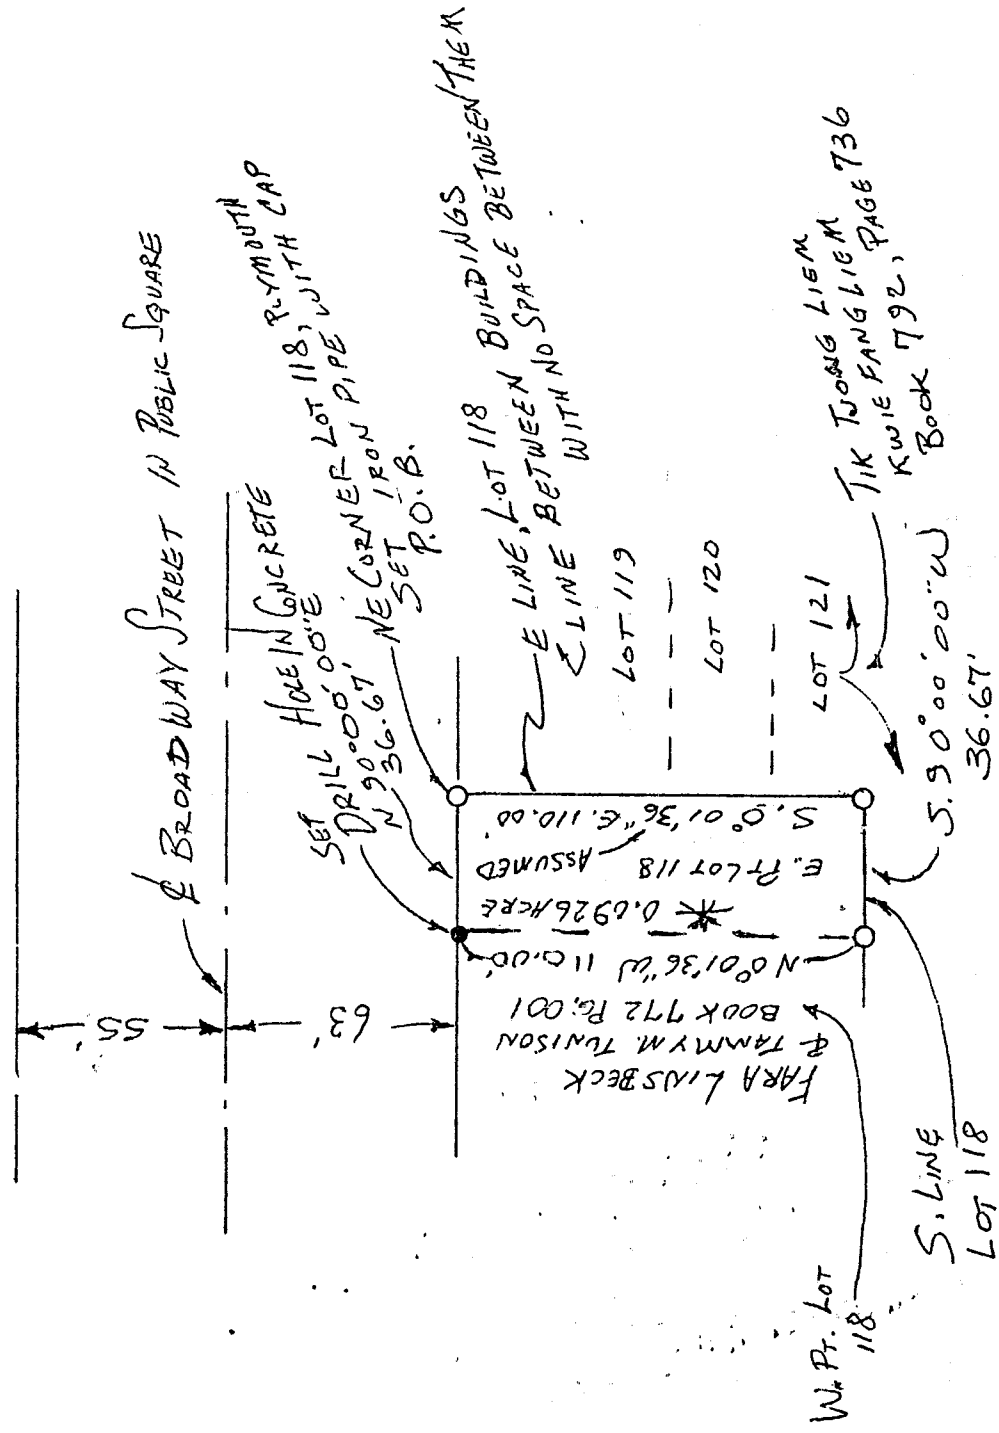 55'
63'
℄ BROADWAY STREET IN PUBLIC SQUARE
SET
DRILL HOLE IN CONCRETE
N 90°00'00"E
36.67'
NE CORNER LOT 118, PLYMOUTH
SET IRON PIPE WITH CAP
P.O.B.
E LINE, LOT 118 BUILDINGS
LINE BETWEEN BUILDINGS
WITH NO SPACE BETWEEN THEM
LOT 119
LOT 120
LOT 121
TIK TJONG LIEM
KWIE FANG LIEM
BOOK 792, PAGE 736
S. 90°00'00"W
36.67'
S. 0°01'36"E. 110.00'
ASSUMED
E. PT LOT 118
0.0926 ACRE
N 0°01'36"W 110.00'
FARA LINSBECK
& TAMMY M. TUNISON
BOOK 772 PG. 001
W. PT. LOT
118
S. LINE
LOT 118